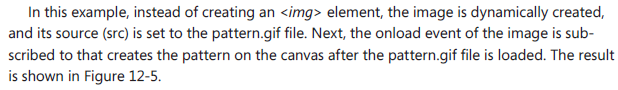 In this example, instead of creating an <img> element, the image is dynamically created,
and its source (src) is set to the pattern.gif file. Next, the onload event of the image is sub-
scribed to that creates the pattern on the canvas after the pattern.gif file is loaded. The result
is shown in Figure 12-5.